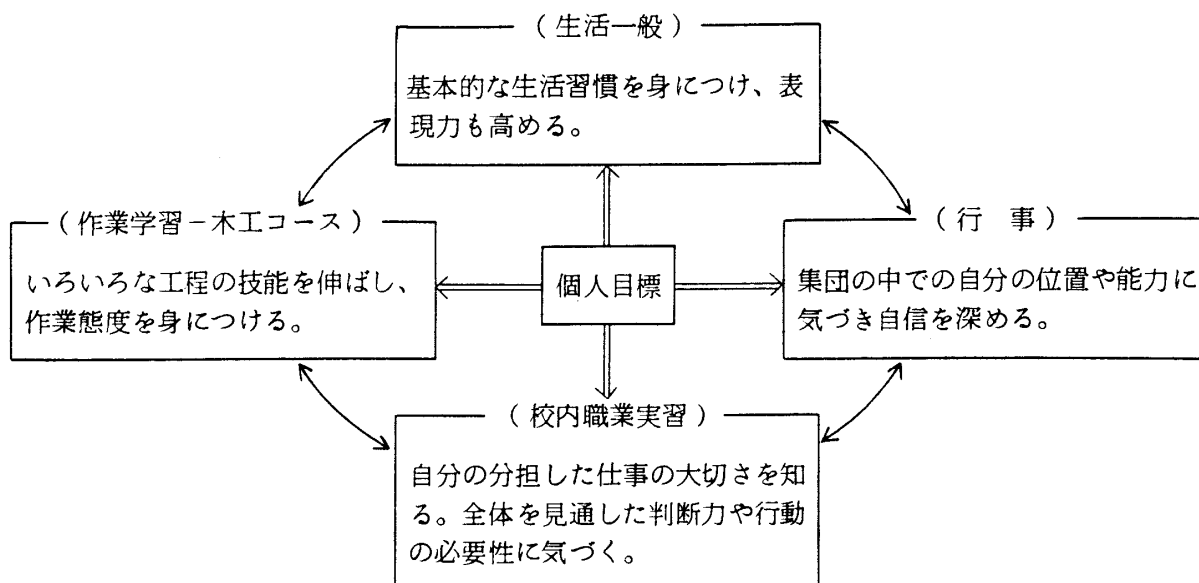 （生活一般）
基本的な生活習慣を身につけ、表
現力も高める。
（作業学習－木工コース）
いろいろな工程の技能を伸ばし、
作業態度を身につける。
個人目標
（行　事）
集団の中での自分の位置や能力に
気づき自信を深める。
（校内職業実習）
自分の分担した仕事の大切さを知
る。全体を見通した判断力や行動
の必要性に気づく。